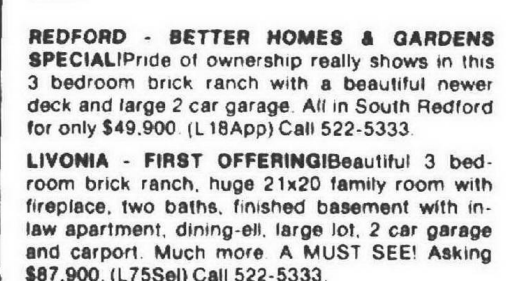 REDFORD - BETTER HOMES & GARDENS
SPECIAL!Pride of ownership really shows in this
3 bedroom brick ranch with a beautiful newer
deck and large 2 car garage. All in South Redford
for only $49,900. (L18App) Call 522-5333.
LIVONIA - FIRST OFFERING!Beautiful 3 bed-
room brick ranch, huge 21x20 family room with
fireplace, two baths, finished basement with in-
law apartment, dining-ell, large lot, 2 car garage
and carport. Much more. A MUST SEE! Asking
$87,900. (L75Sel) Call 522-5333.